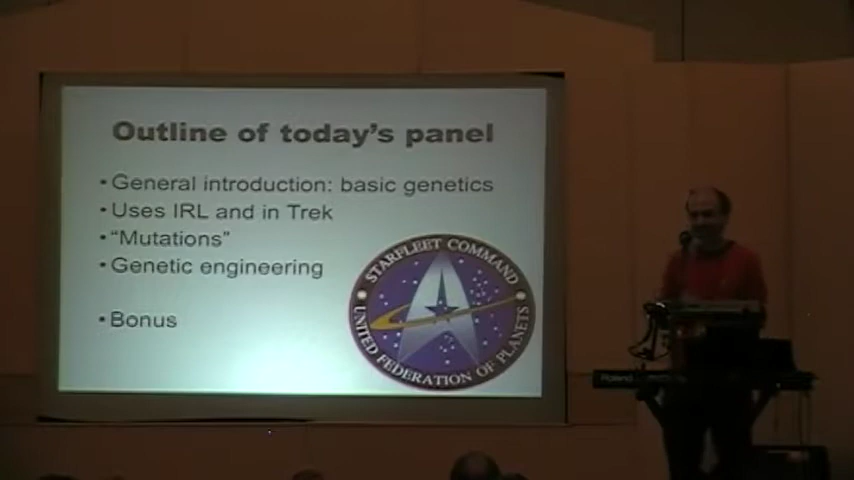 Outline of today's panel
• General introduction: basic genetics
• Uses IRL and in Trek
• "Mutations"
• Genetic engineering
• Bonus
STARFLEET COMMAND
UNITED FEDERATION OF PLANETS
Roland